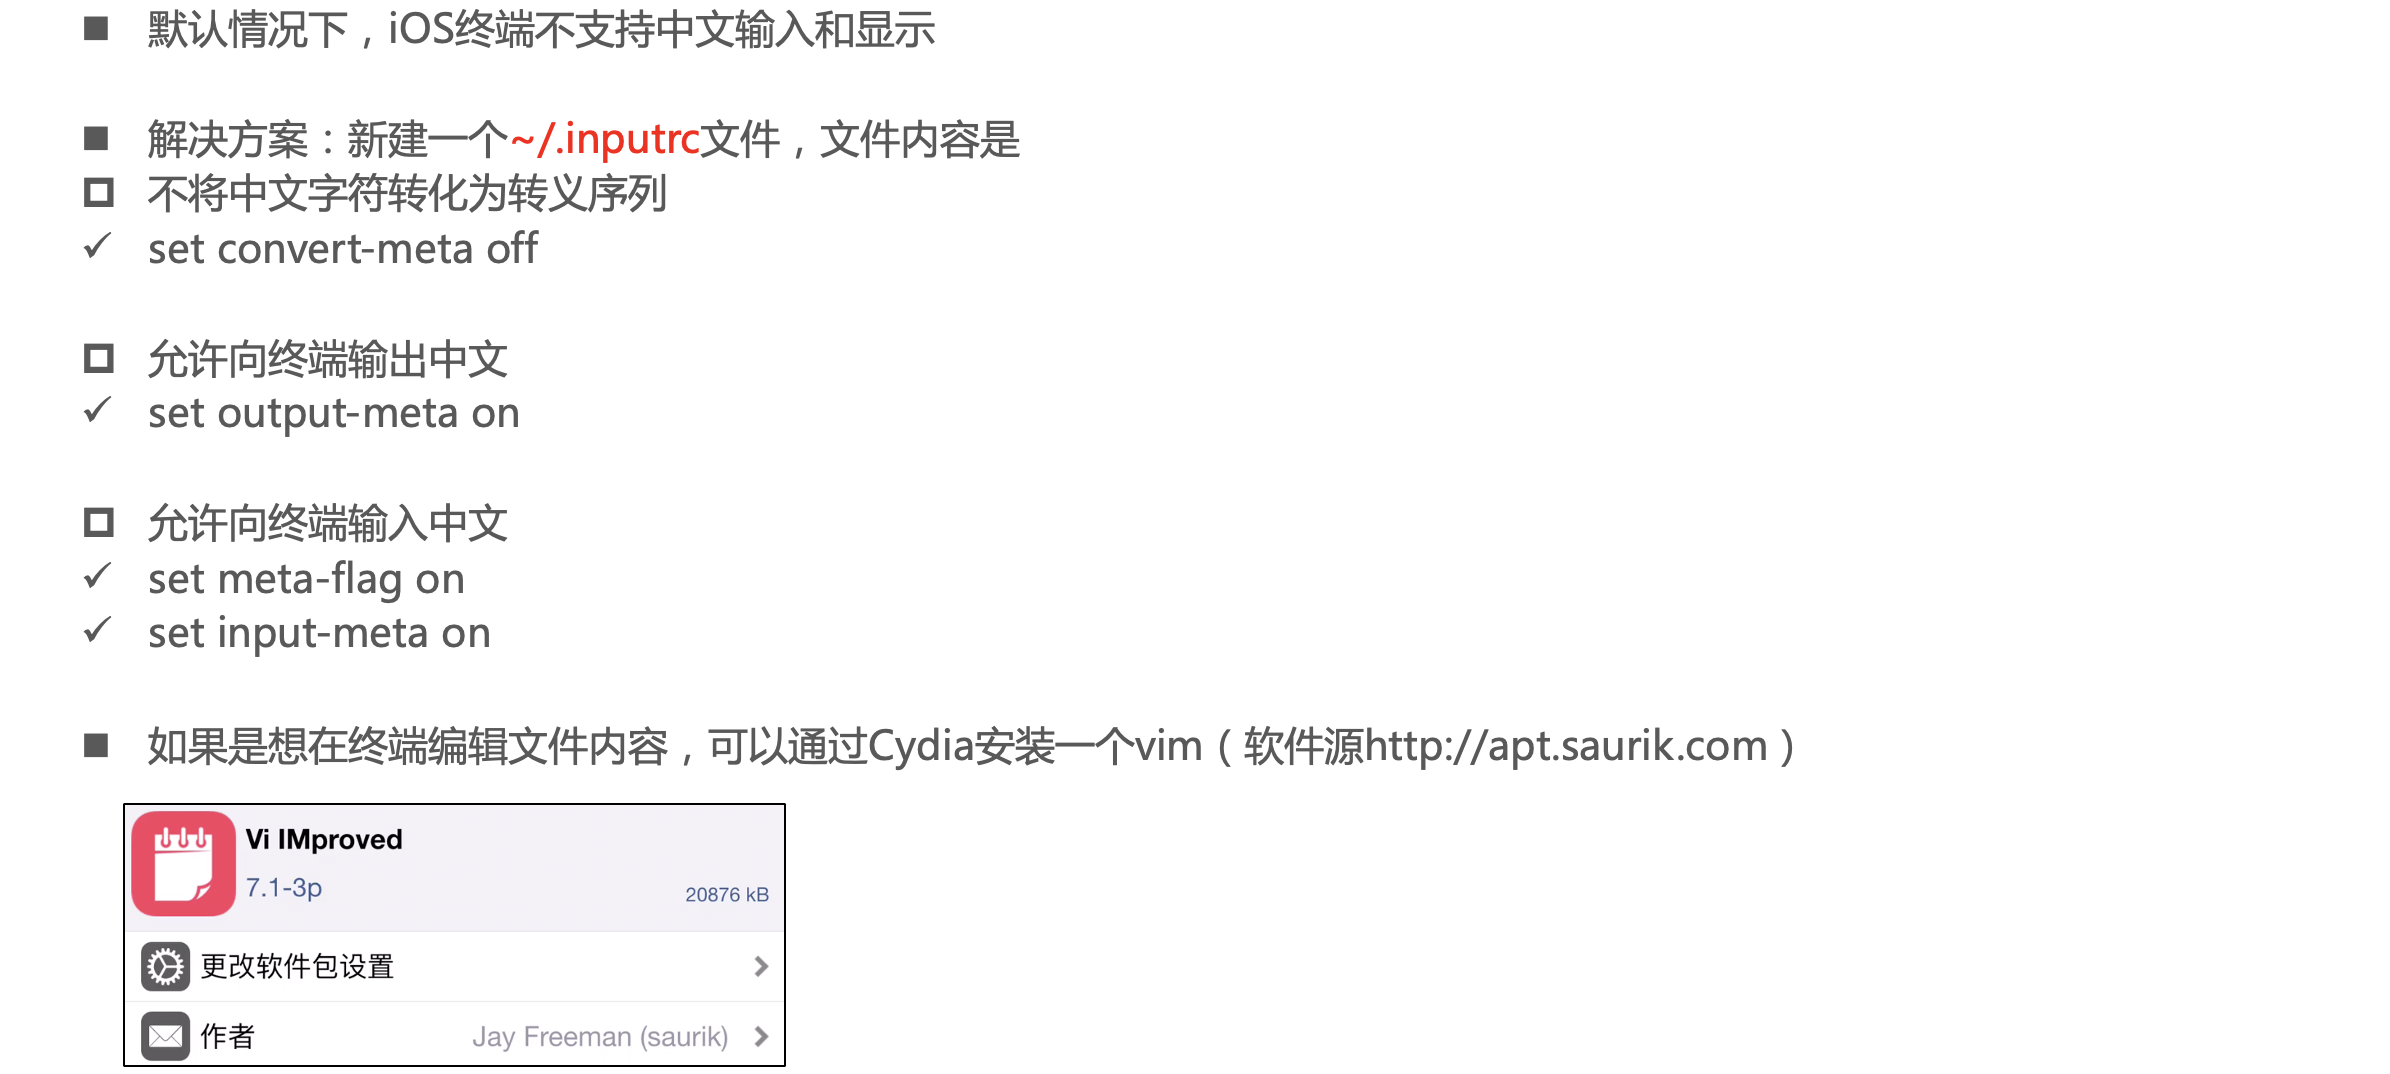 默认情况下，iOS终端不支持中文输入和显示
解决方案：新建一个~/.inputrc文件，文件内容是
不将中文字符转化为转义序列
set convert-meta off
允许向终端输出中文
set output-meta on
允许向终端输入中文
set meta-flag on
set input-meta on
如果是想在终端编辑文件内容，可以通过Cydia安装一个vim（软件源http://apt.saurik.com）
Vi IMproved
7.1-3p
20876 kB
更改软件包设置
作者 Jay Freeman (saurik)